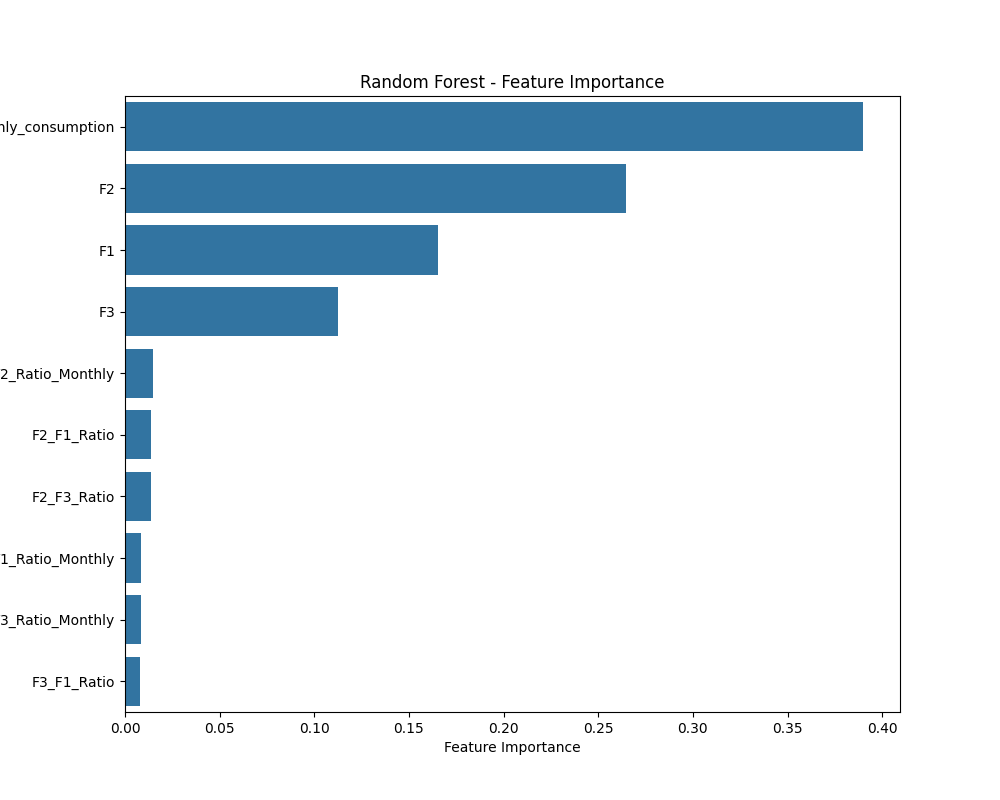 Random Forest - Feature Importance
nly_consumption
F2
F1
F3
2_Ratio_Monthly
F2_F1_Ratio
F2_F3_Ratio
1_Ratio_Monthly
3_Ratio_Monthly
F3_F1_Ratio
0.00 0.05 0.10 0.15 0.20 0.25 0.30 0.35 0.40
Feature Importance